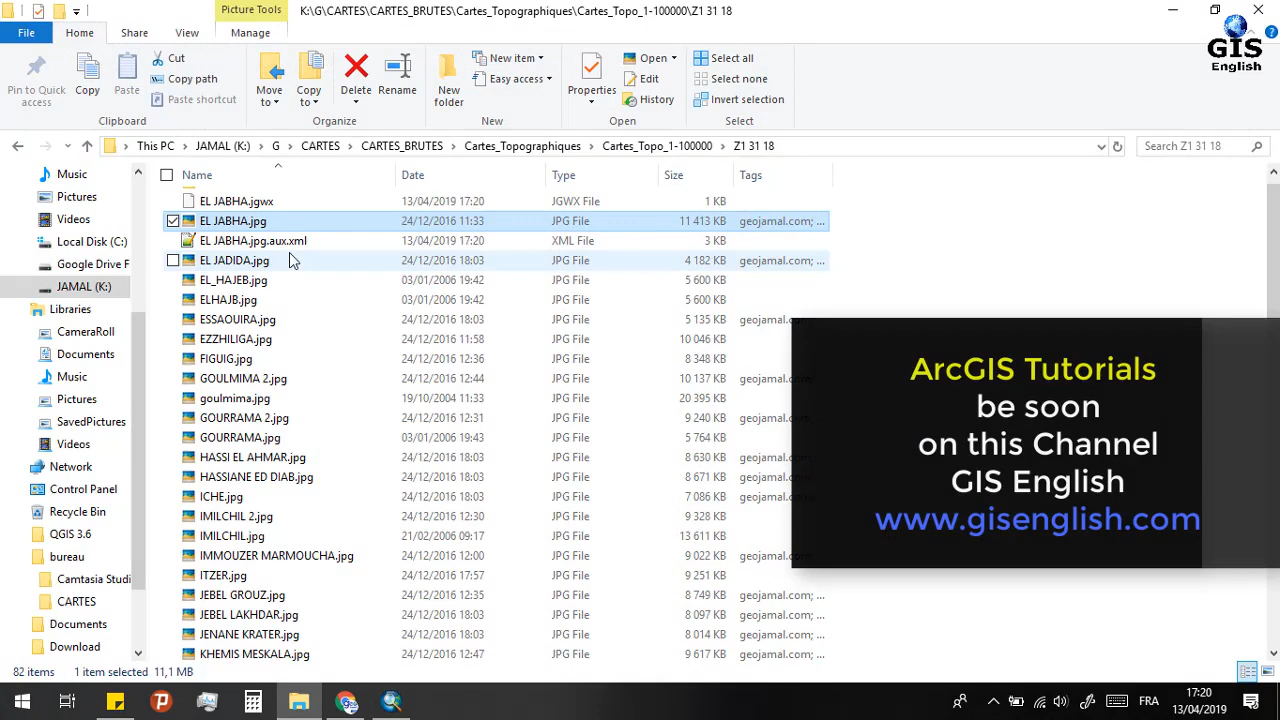 Picture Tools
K:\G\CARTES\CARTES_BRUTES\Cartes_Topographiques\Cartes_Topo_1-100000\Z1 31 18
File
Home
Share
View
Manage
GIS
English
Pin to Quick
access
Copy
Paste
Cut
Copy path
Paste shortcut
Clipboard
Move
to
Copy
to
Delete
Rename
Organize
New
folder
New item
Easy access
New
Properties
Open
Edit
History
Open
Select all
Select none
Invert selection
Select
This PC
JAMAL (K:)
G
CARTES
CARTES_BRUTES
Cartes_Topographiques
Cartes_Topo_1-100000
Z1 31 18
Search Z1 31 18
Music
Pictures
Videos
Local Disk (C:)
Google Drive F
JAMAL (K:)
Libraries
CameraRoll
Documents
Music
Pictures
SavedPictures
Videos
Network
Control Panel
Recycle Bin
QGIS 3.6
bureau
Camtasia Studi
CARTES
Documents
Download
Name Date Type Size Tags
EL JABHA.jgwx 13/04/2019 17:20 JGWX File 1 KB
EL JABHA.jpg 24/12/2016 11:33 JPG File 11 413 KB geojamal.com; ...
EL JABHA.jpg.aux.xml 13/04/2019 17:20 XML File 3 KB
EL JADIDA.jpg 24/12/2016 18:03 JPG File 4 182 KB geojamal.com; ...
EL_HAJEB.jpg 03/01/2006 19:42 JPG File 5 600 KB
ELHAJB.jpg 03/01/2006 19:42 JPG File 5 600 KB
ESSAOUIRA.jpg 24/12/2016 18:03 JPG File 5 135 KB
EZZHILIGA.jpg 24/12/2016 11:58 JPG File 10 046 KB
FIGUIG.jpg 24/12/2016 12:36 JPG File 8 348 KB
GOULMIMA 2.jpg 24/12/2016 12:44 JPG File 10 137 KB
goulmima.jpg 19/10/2004 11:33 JPG File 20 395 KB
GOURRAMA 2.jpg 24/12/2016 12:31 JPG File 9 240 KB
GOURRAMA.jpg 03/01/2006 19:43 JPG File 5 764 KB
HASSI EL AHMAR.jpg 24/12/2016 12:30 JPG File 8 630 KB
HASSIANE ED DIAB.jpg 24/12/2016 12:31 JPG File 8 671 KB
ICHE.jpg 24/12/2016 12:31 JPG File 7 086 KB
IMILCHIL 2.jpg 24/12/2016 12:30 JPG File 9 328 KB
IMILCHIL.jpg 21/02/2006 09:17 JPG File 13 611 KB
IMMOUZER MARMOUCHA.jpg 24/12/2016 12:00 JPG File 9 022 KB
ITZER.jpg 24/12/2016 17:57 JPG File 9 251 KB
JEBEL GROUZ.jpg 24/12/2016 12:35 JPG File 8 749 KB geojamal.com; ...
JEBEL LAKHDAR.jpg 24/12/2016 18:03 JPG File 8 097 KB geojamal.com; ...
JENANE KRATER.jpg 24/12/2016 18:03 JPG File 8 014 KB geojamal.com; ...
KHEMIS MESKALA.jpg 24/12/2016 12:47 JPG File 9 617 KB geojamal.com; ...
ArcGIS Tutorials
be soon
on this Channel
GIS English
www.gisenglish.com
82 items 1 item selected 11,1 MB
FRA
17:20
13/04/2019